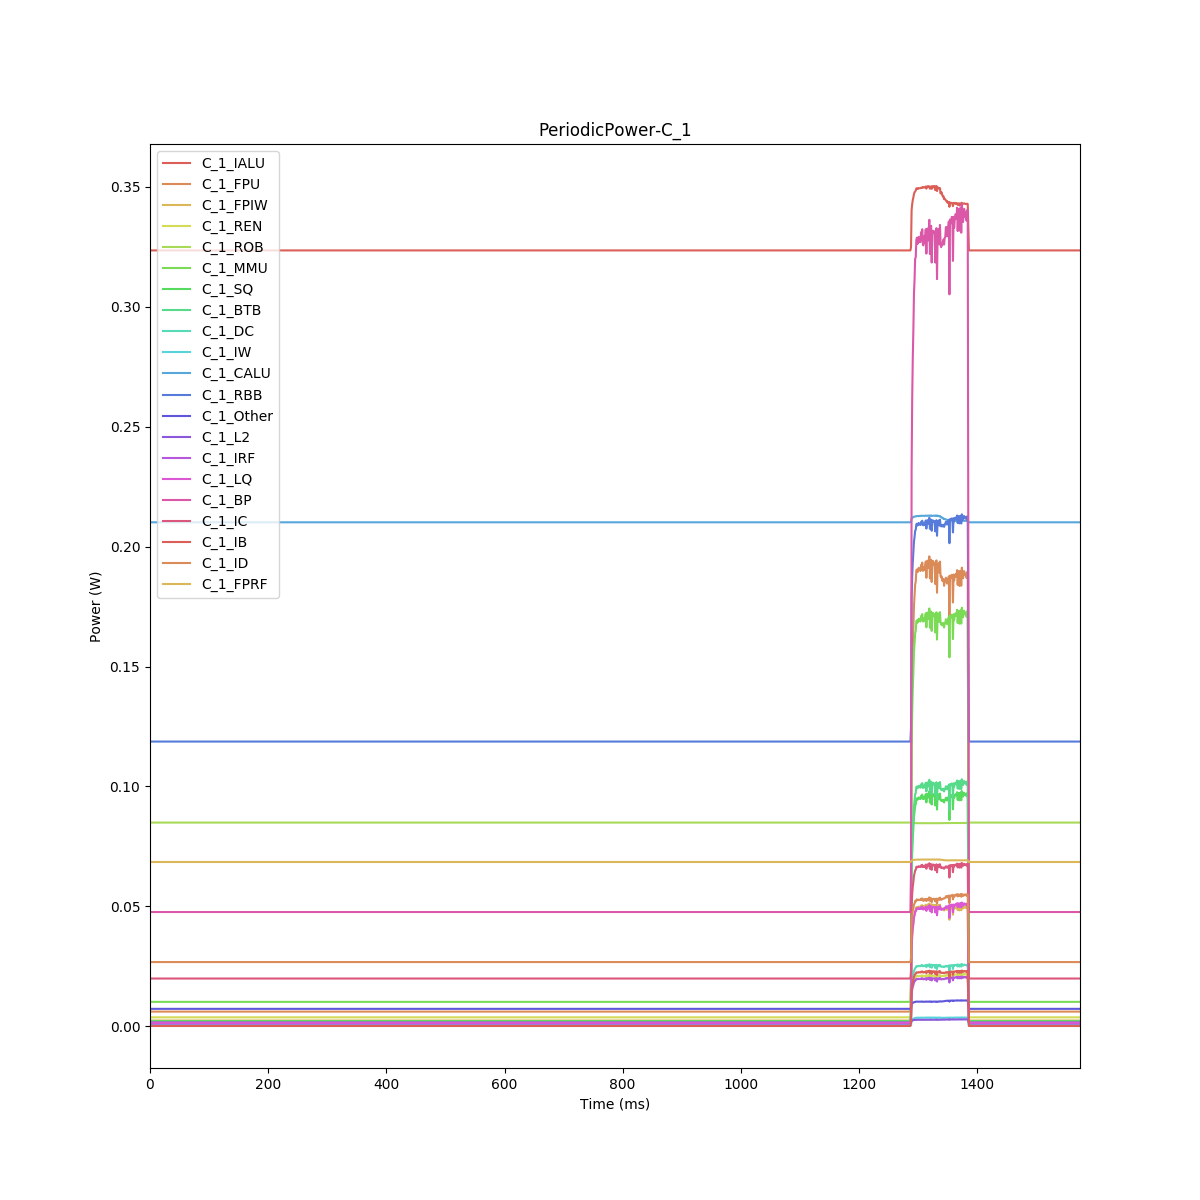 PeriodicPower-C_1
C_1_IALU
C_1_FPU
C_1_FPIW
C_1_REN
C_1_ROB
C_1_MMU
C_1_SQ
C_1_BTB
C_1_DC
C_1_IW
C_1_CALU
C_1_RBB
C_1_Other
C_1_L2
C_1_IRF
C_1_LQ
C_1_BP
C_1_IC
C_1_IB
C_1_ID
C_1_FPRF
0.35
0.30
0.25
0.20
0.15
0.10
0.05
0.00
Power (W)
0 200 400 600 800 1000 1200 1400
Time (ms)